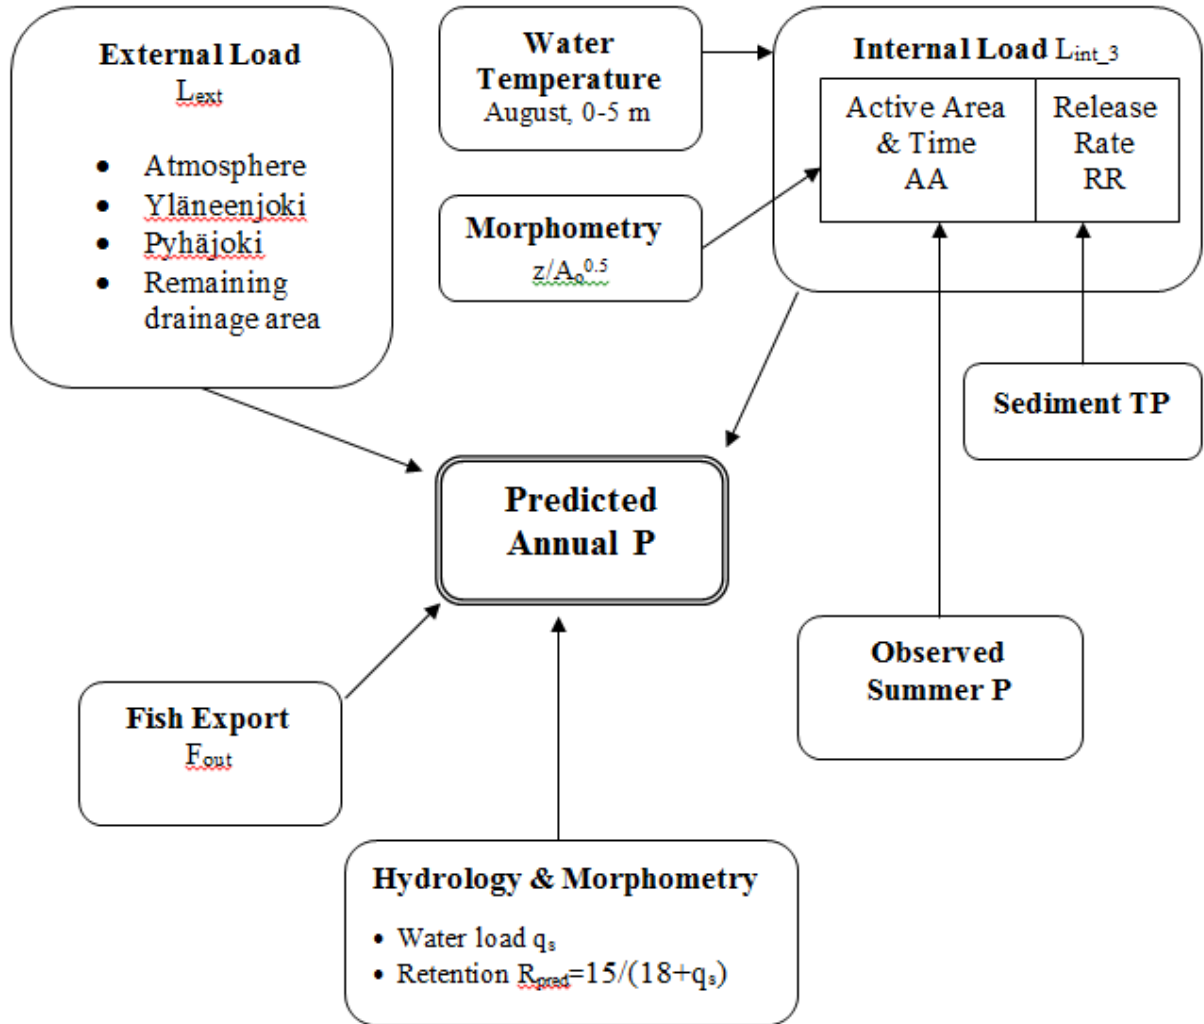 External Load
Lext
• Atmosphere
• Yläneenjoki
• Pyhäjoki
• Remaining
drainage area
Water
Temperature
August, 0-5 m
Morphometry
z/Ao^0.5
Internal Load Lint_3
Active Area
& Time
AA
Release
Rate
RR
Sediment TP
Predicted
Annual P
Observed
Summer P
Fish Export
Fout
Hydrology & Morphometry
• Water load qs
• Retention Rpred=15/(18+qs)